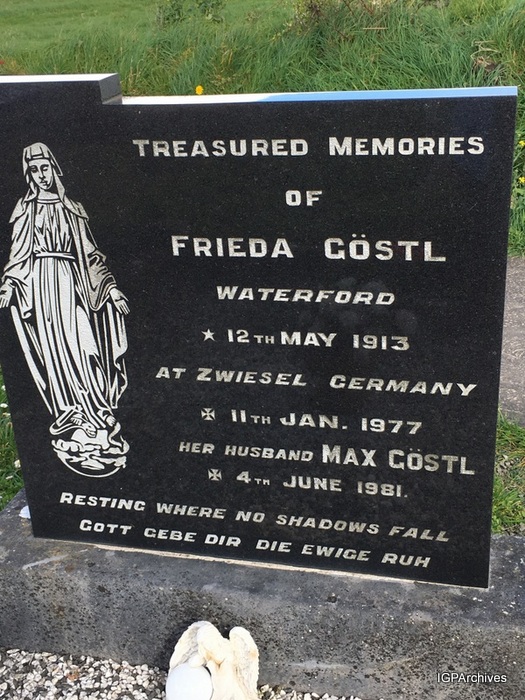 TREASURED MEMORIES
OF
FRIEDA GÖSTL
WATERFORD
★ 12TH MAY 1913
AT ZWIESEL GERMANY
✠ 11TH JAN. 1977
HER HUSBAND MAX GÖSTL
✠ 4TH JUNE 1981.
RESTING WHERE NO SHADOWS FALL
GOTT GEBE DIR DIE EWIGE RUH
IGPArchives